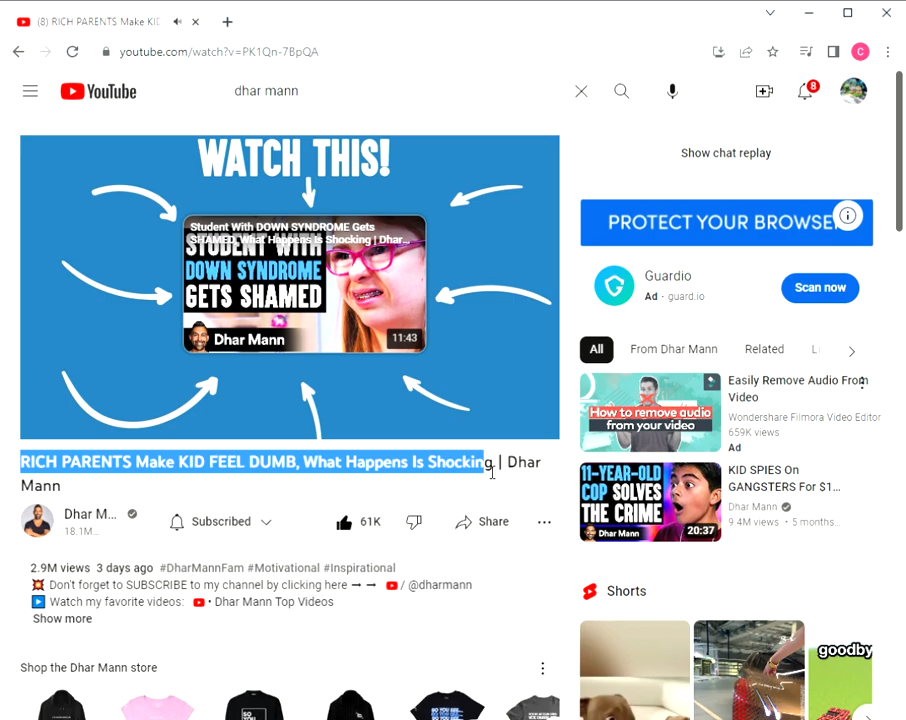 (8) RICH PARENTS Make KID
youtube.com/watch?v=PK1Qn-7BpQA
C
YouTube
dhar mann
8
WATCH THIS!
Student With DOWN SYNDROME Gets
SHAMED, What Happens Is Shocking | Dhar...
STUDENT WITH
DOWN SYNDROME
GETS SHAMED
Dhar Mann
11:43
RICH PARENTS Make KID FEEL DUMB, What Happens Is Shocking | Dhar
Mann
Dhar M...
18.1M...
Subscribed
61K
Share
2.9M views 3 days ago #DharMannFam #Motivational #Inspirational
💥 Don't forget to SUBSCRIBE to my channel by clicking here → → / @dharmann
▶️ Watch my favorite videos: • Dhar Mann Top Videos
Show more
Shop the Dhar Mann store
SO YOU
SO YOU
Show chat replay
PROTECT YOUR BROWSE
Guardio
Ad · guard.io
Scan now
All
From Dhar Mann
Related
How to remove audio
from your video
Easily Remove Audio From
Video
Wondershare Filmora Video Editor
659K views
Ad
11-YEAR-OLD
COP SOLVES
THE CRIME
Dhar Mann
20:37
KID SPIES On
GANGSTERS For $1...
Dhar Mann
9.4M views • 5 months...
Shorts
goodby